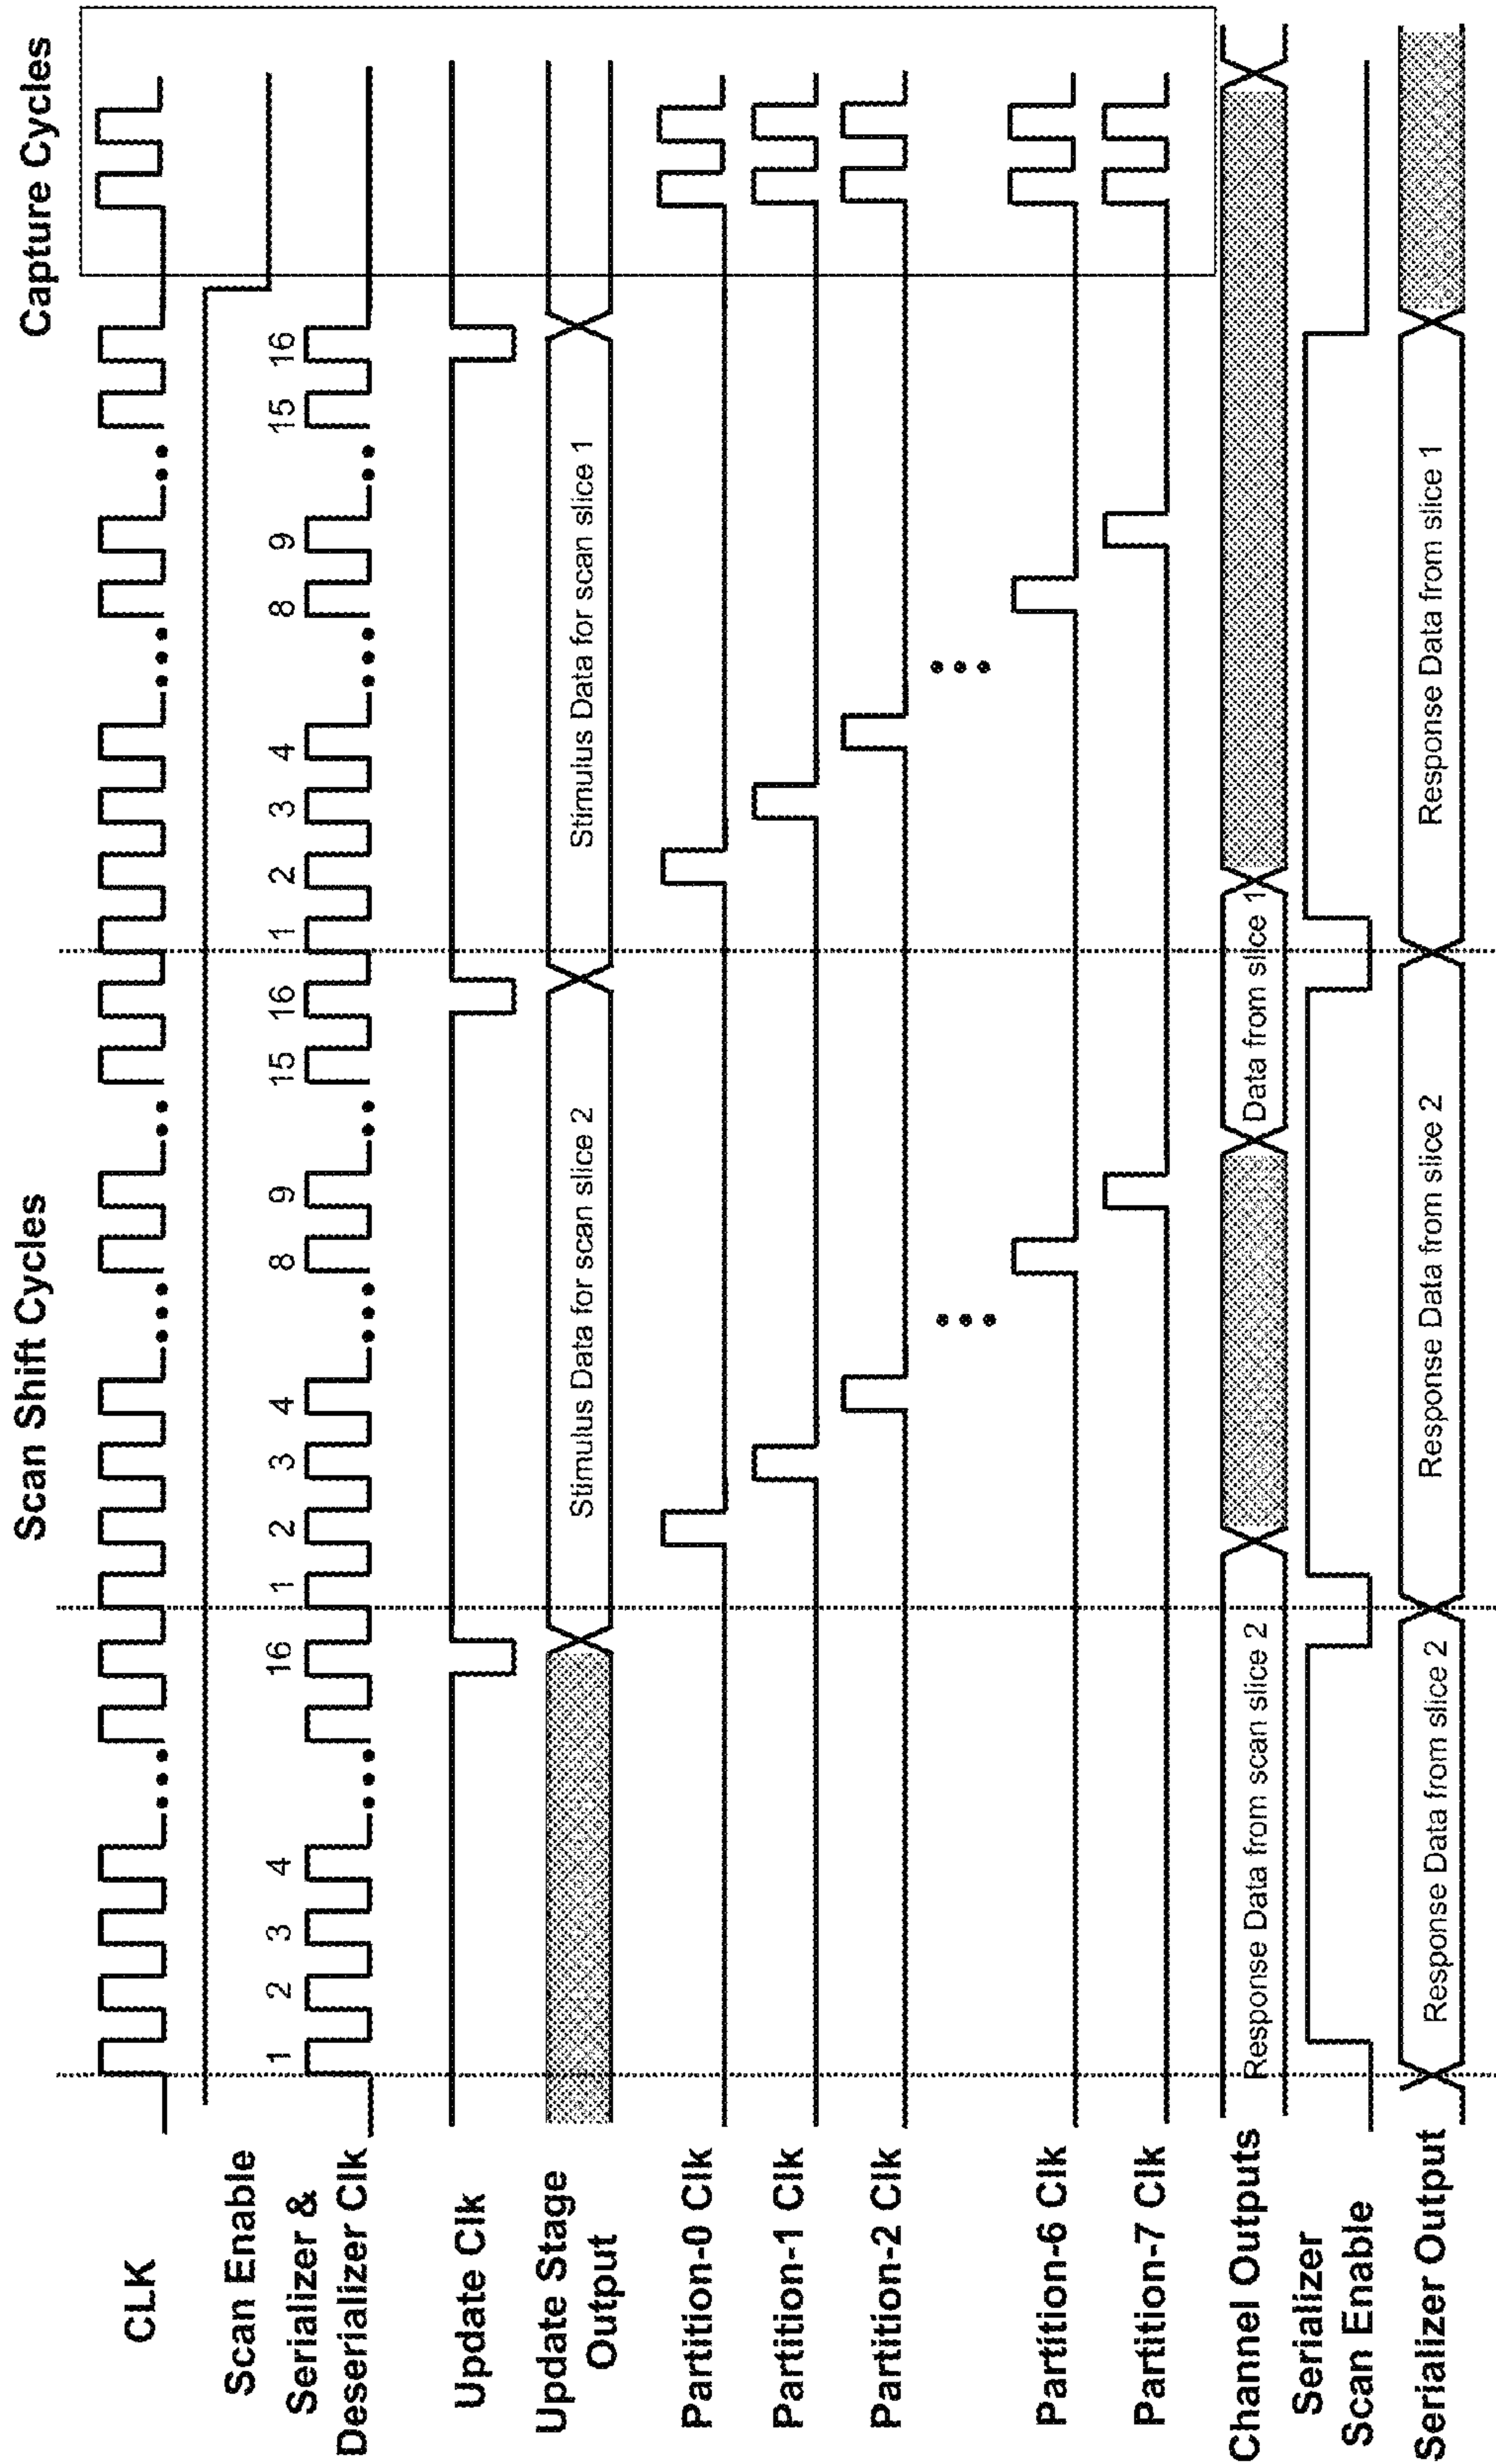 Scan Shift Cycles
Capture Cycles
CLK
Scan Enable
Serializer &
Deserializer Clk
1 2 3 4 16 1 2 3 4 8 9 15 16 1 2 3 4 8 9 15 16
Update Clk
Update Stage
Output
Stimulus Data for scan slice 2
Stimulus Data for scan slice 1
Partition-0 Clk
Partition-1 Clk
Partition-2 Clk
Partition-6 Clk
Partition-7 Clk
Channel Outputs
Response Data from scan slice 2
Data from slice 1
Serializer
Scan Enable
Serializer Output
Response Data from slice 2
Response Data from slice 2
Response Data from slice 1